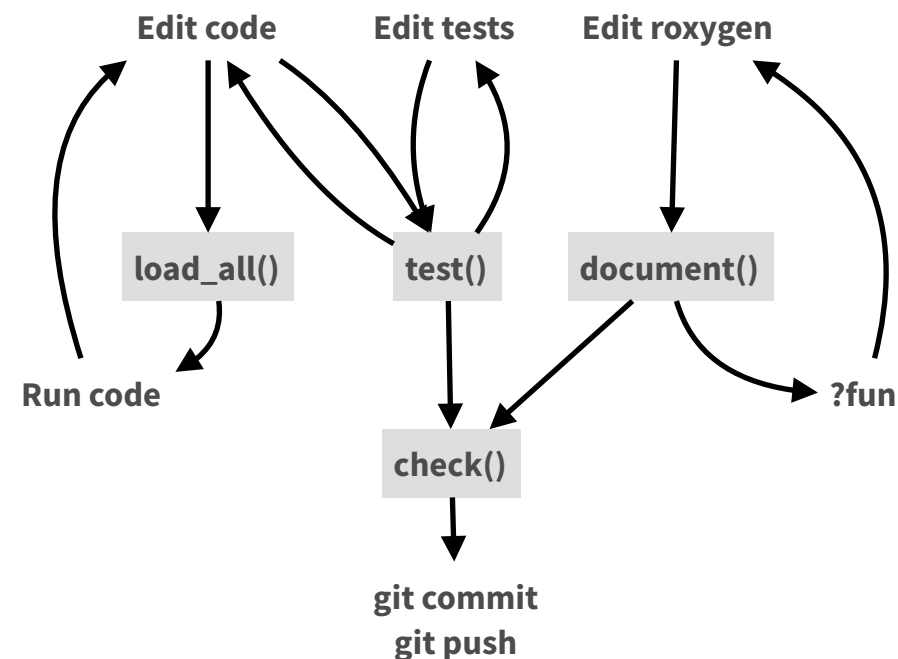 Edit code
Edit tests
Edit roxygen
load_all()
test()
document()
Run code
?fun
check()
git commit
git push